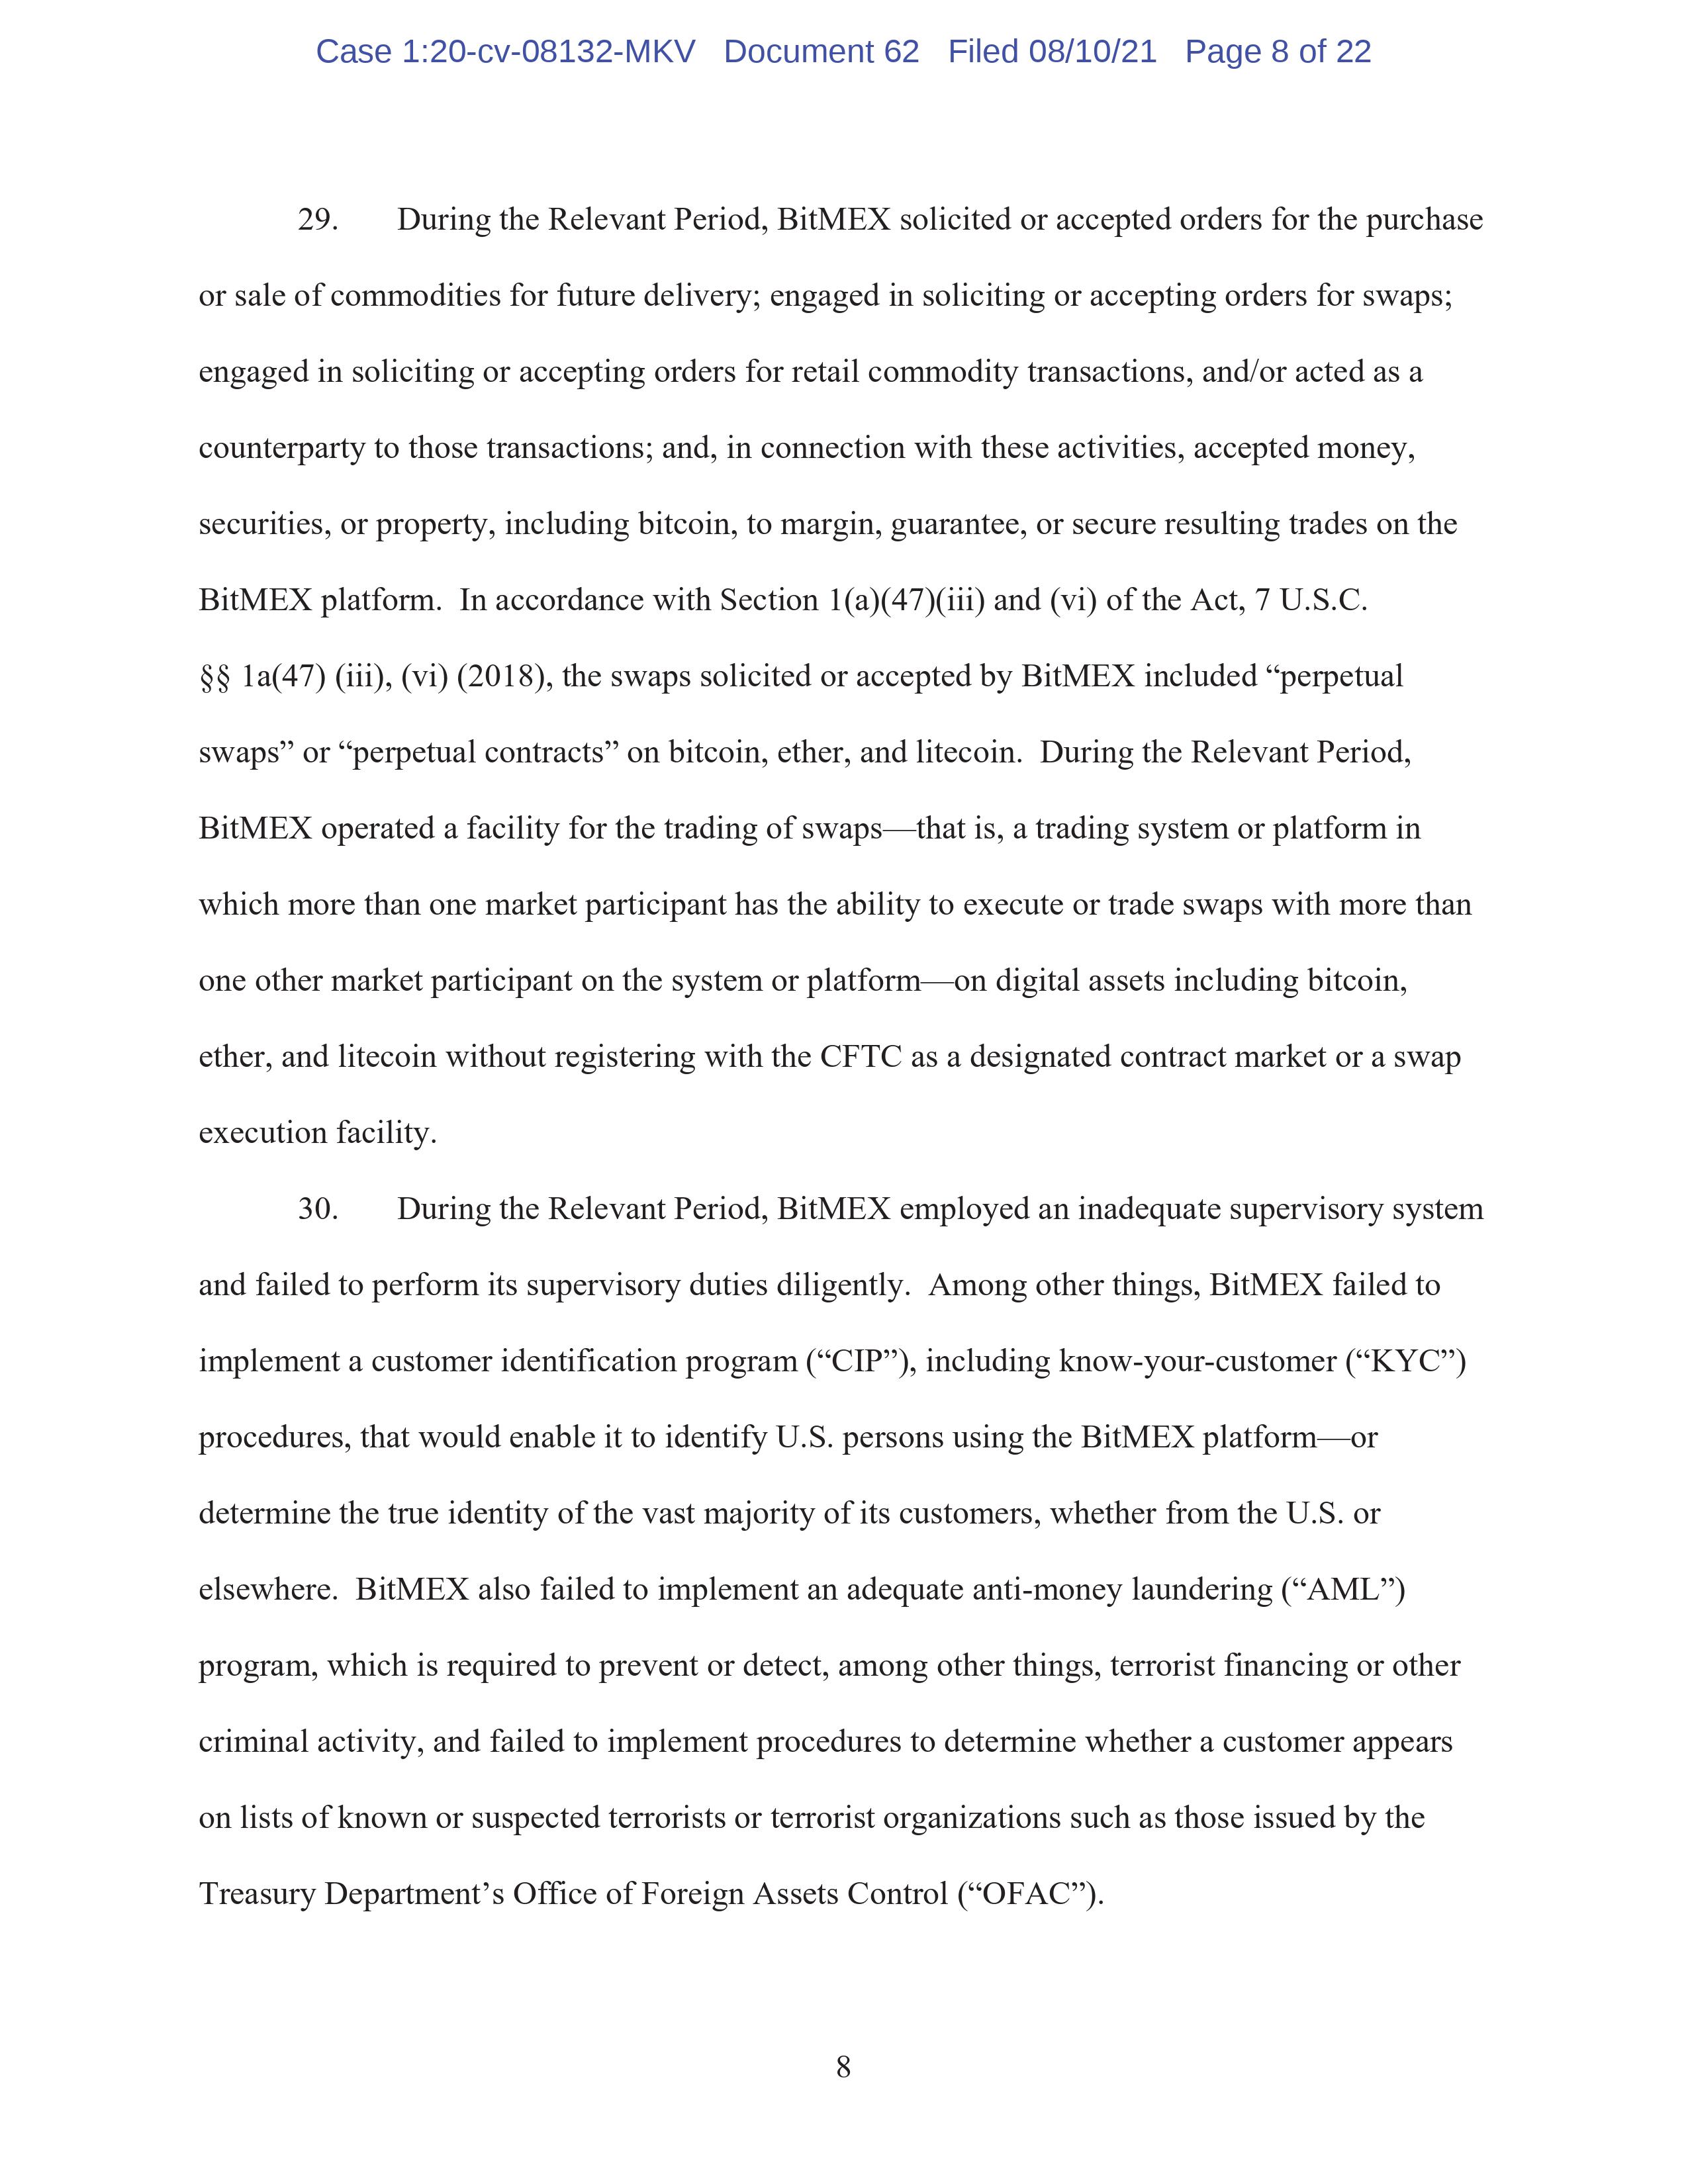 Case 1:20-cv-08132-MKV Document 62 Filed 08/10/21 Page 8 of 22
29. During the Relevant Period, BitMEX solicited or accepted orders for the purchase
or sale of commodities for future delivery; engaged in soliciting or accepting orders for swaps;
engaged in soliciting or accepting orders for retail commodity transactions, and/or acted as a
counterparty to those transactions; and, in connection with these activities, accepted money,
securities, or property, including bitcoin, to margin, guarantee, or secure resulting trades on the
BitMEX platform.  In accordance with Section 1(a)(47)(iii) and (vi) of the Act, 7 U.S.C.
§§ 1a(47) (iii), (vi) (2018), the swaps solicited or accepted by BitMEX included “perpetual
swaps” or “perpetual contracts” on bitcoin, ether, and litecoin.  During the Relevant Period,
BitMEX operated a facility for the trading of swaps—that is, a trading system or platform in
which more than one market participant has the ability to execute or trade swaps with more than
one other market participant on the system or platform—on digital assets including bitcoin,
ether, and litecoin without registering with the CFTC as a designated contract market or a swap
execution facility.
30. During the Relevant Period, BitMEX employed an inadequate supervisory system
and failed to perform its supervisory duties diligently.  Among other things, BitMEX failed to
implement a customer identification program (“CIP”), including know-your-customer (“KYC”)
procedures, that would enable it to identify U.S. persons using the BitMEX platform—or
determine the true identity of the vast majority of its customers, whether from the U.S. or
elsewhere.  BitMEX also failed to implement an adequate anti-money laundering (“AML”)
program, which is required to prevent or detect, among other things, terrorist financing or other
criminal activity, and failed to implement procedures to determine whether a customer appears
on lists of known or suspected terrorists or terrorist organizations such as those issued by the
Treasury Department’s Office of Foreign Assets Control (“OFAC”).
8